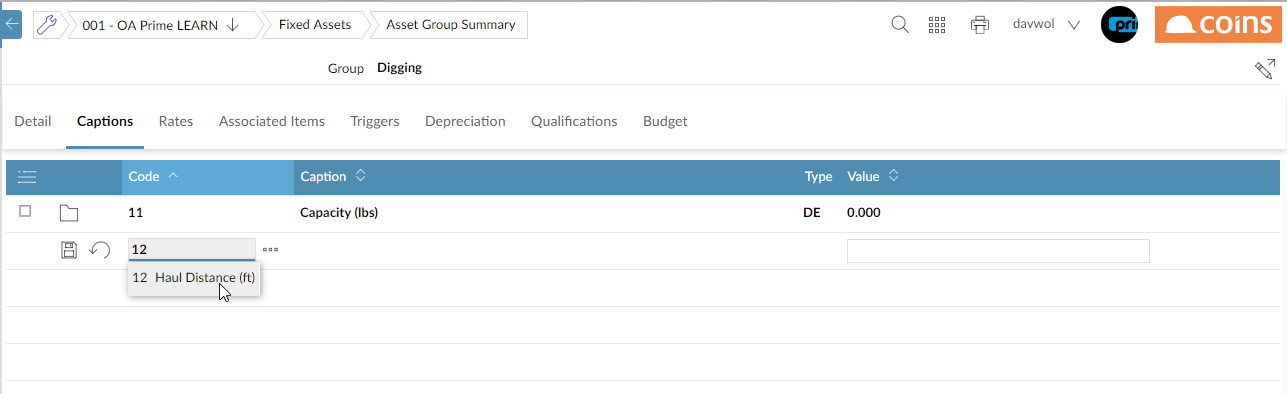 001 - OA Prime LEARN Fixed Assets Asset Group Summary davwol pri coins
Group Digging
Detail Captions Rates Associated Items Triggers Depreciation Qualifications Budget
Code Caption Type Value
11 Capacity (lbs) DE 0.000
12
12 Haul Distance (ft)